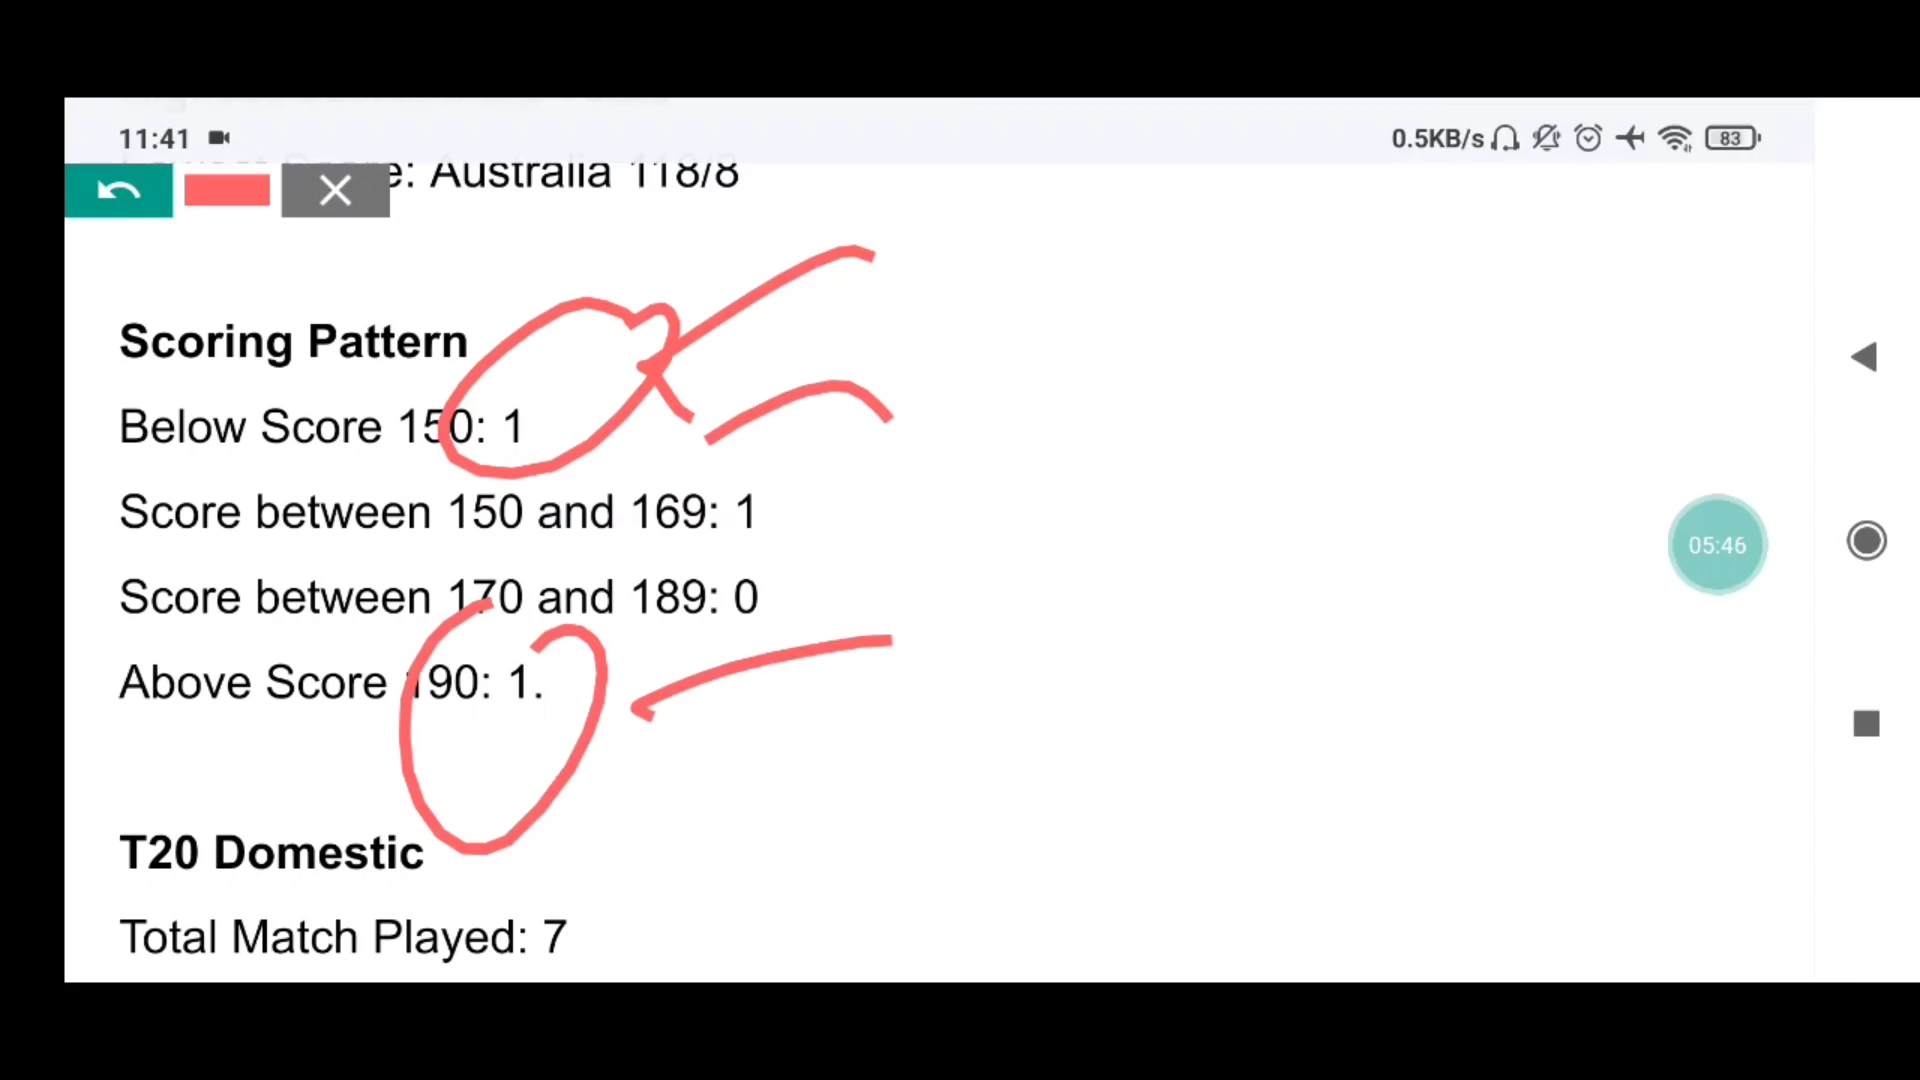 11:41
0.5KB/s
83
e: Australia 118/8
Scoring Pattern
Below Score 150: 1
Score between 150 and 169: 1
Score between 170 and 189: 0
05:46
Above Score 190: 1.
T20 Domestic
Total Match Played: 7